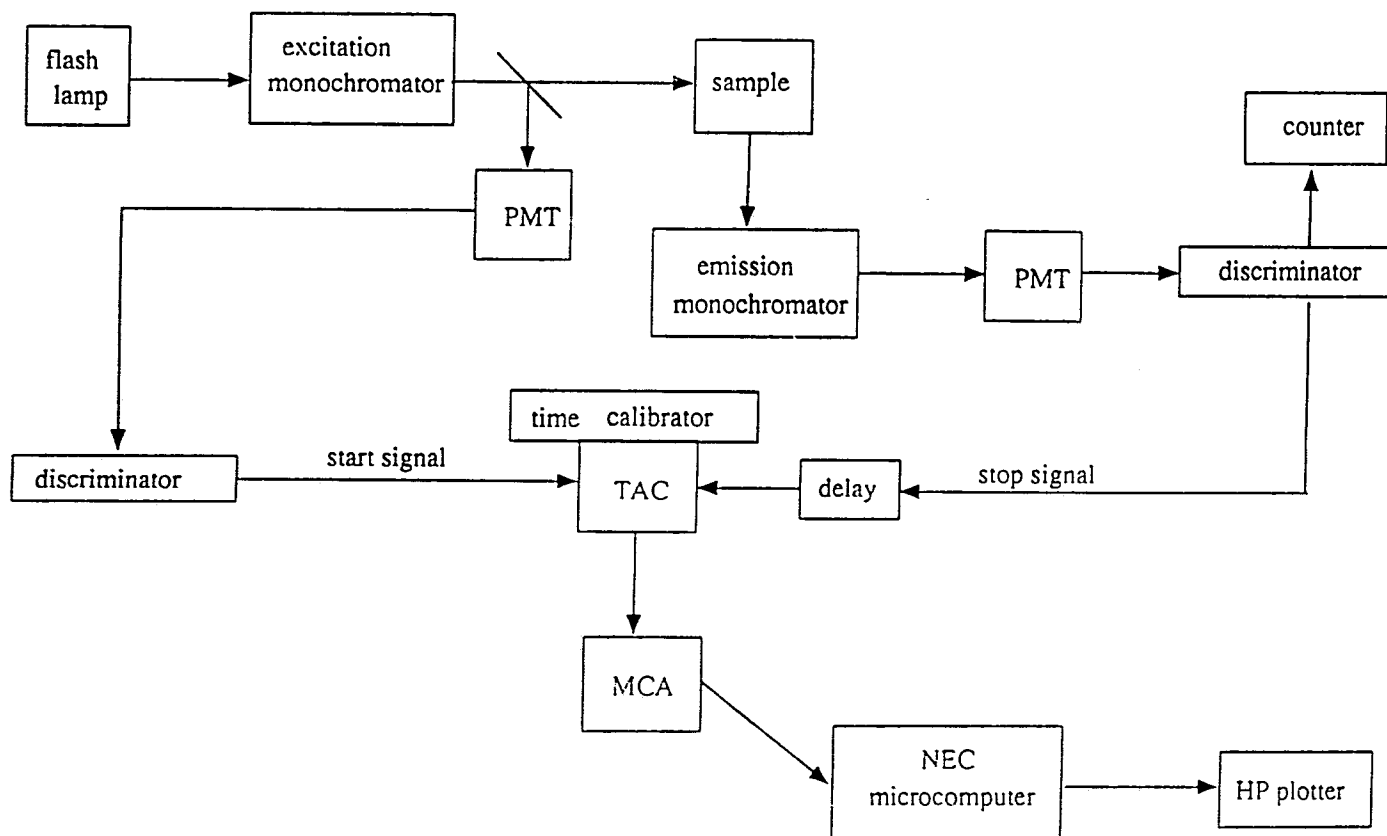 flash
lamp
excitation
monochromator
sample
counter
PMT
emission
monochromator
PMT
discriminator
time calibrator
discriminator
start signal
TAC
delay
stop signal
MCA
NEC
microcomputer
HP plotter